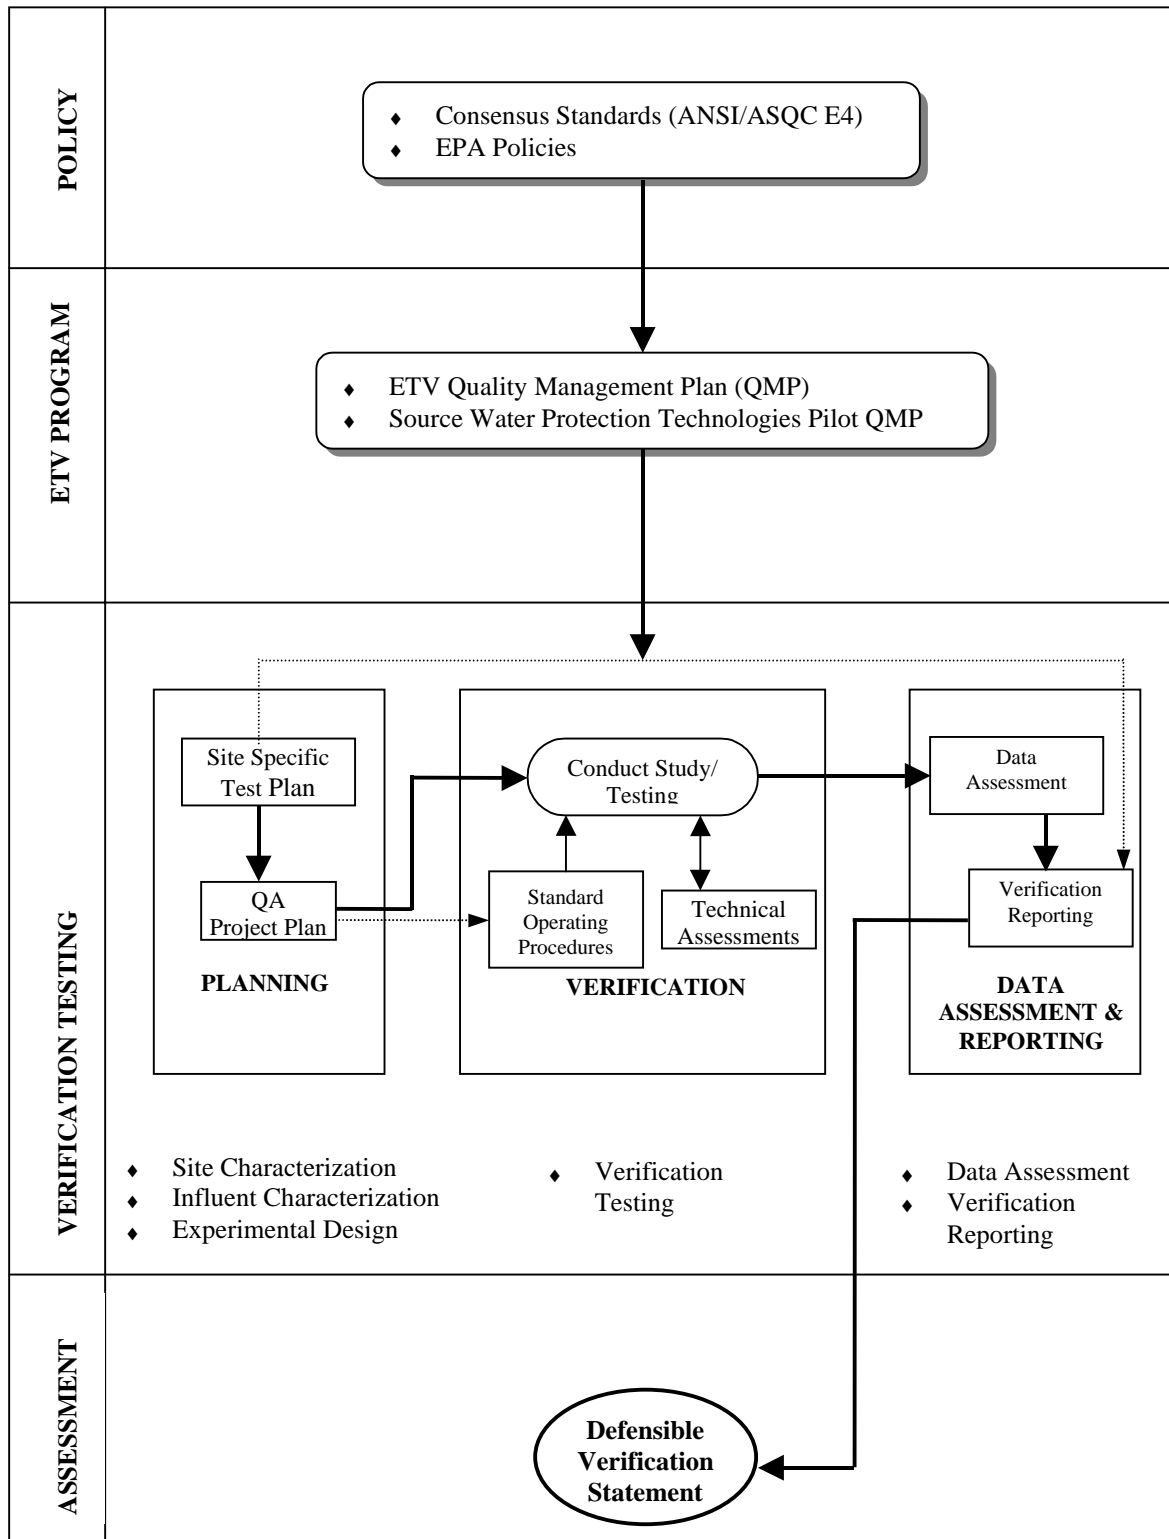 POLICY
♦ Consensus Standards (ANSI/ASQC E4)
♦ EPA Policies
ETV PROGRAM
♦ ETV Quality Management Plan (QMP)
♦ Source Water Protection Technologies Pilot QMP
VERIFICATION TESTING
Site Specific
Test Plan
QA
Project Plan
PLANNING
Conduct Study/
Testing
Standard
Operating
Procedures
Technical
Assessments
VERIFICATION
Data
Assessment
Verification
Reporting
DATA
ASSESSMENT &
REPORTING
♦ Site Characterization
♦ Influent Characterization
♦ Experimental Design
♦ Verification
Testing
♦ Data Assessment
♦ Verification
Reporting
ASSESSMENT
Defensible
Verification
Statement